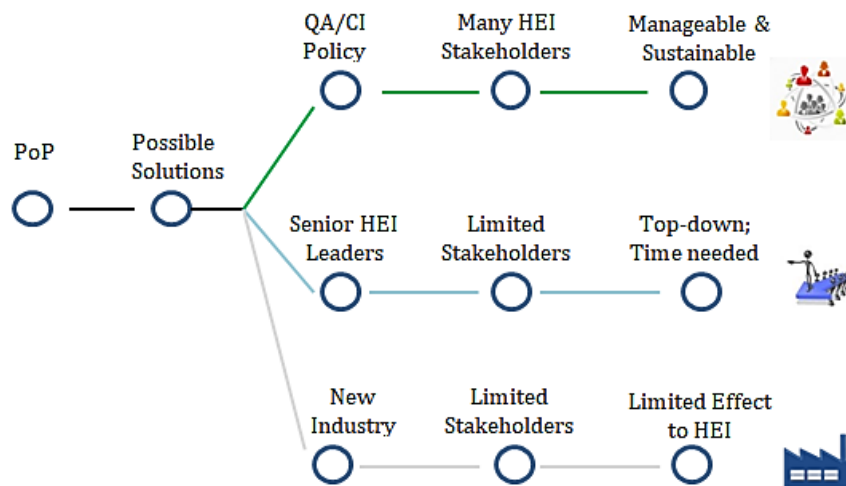 QA/CI
Policy
Many HEI
Stakeholders
Manageable &
Sustainable
PoP
Possible
Solutions
Senior HEI
Leaders
Limited
Stakeholders
Top-down;
Time needed
New
Industry
Limited
Stakeholders
Limited Effect
to HEI